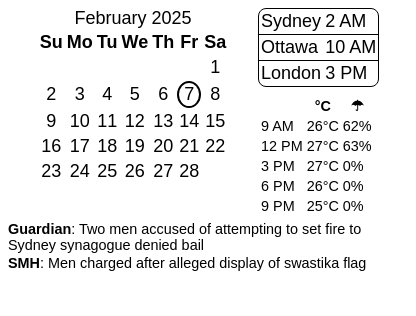 February 2025
Su Mo Tu We Th Fr Sa
1
2 3 4 5 6 7 8
9 10 11 12 13 14 15
16 17 18 19 20 21 22
23 24 25 26 27 28
Sydney 2 AM
Ottawa 10 AM
London 3 PM
°C ☂
9 AM 26°C 62%
12 PM 27°C 63%
3 PM 27°C 0%
6 PM 26°C 0%
9 PM 25°C 0%
Guardian: Two men accused of attempting to set fire to
Sydney synagogue denied bail
SMH: Men charged after alleged display of swastika flag